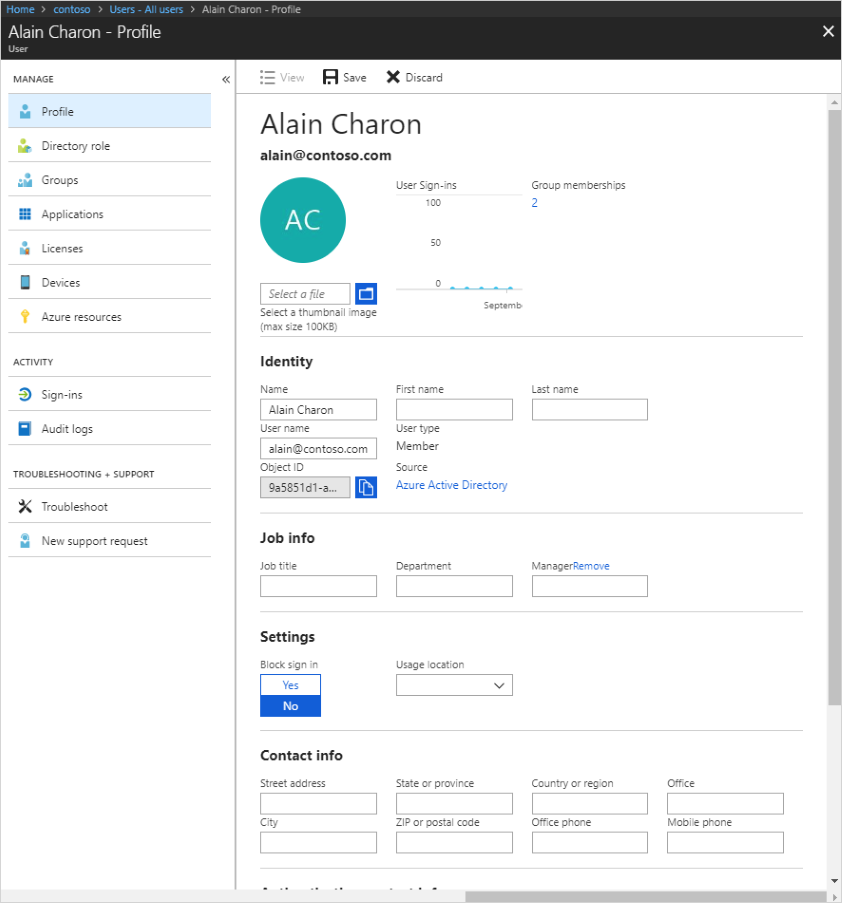 Home > contoso > Users - All users > Alain Charon - Profile
Alain Charon - Profile
User
MANAGE
Profile
Directory role
Groups
Applications
Licenses
Devices
Azure resources
ACTIVITY
Sign-ins
Audit logs
TROUBLESHOOTING + SUPPORT
Troubleshoot
New support request
View Save Discard
Alain Charon
alain@contoso.com
AC
User Sign-ins
100
50
0
Septemb
Group memberships
2
Select a file
Select a thumbnail image
(max size 100KB)
Identity
Name First name Last name
Alain Charon
User name User type
alain@contoso.com Member
Object ID Source
9a5851d1-a... Azure Active Directory
Job info
Job title Department ManagerRemove
Settings
Block sign in Usage location
Yes
No
Contact info
Street address State or province Country or region Office
City ZIP or postal code Office phone Mobile phone